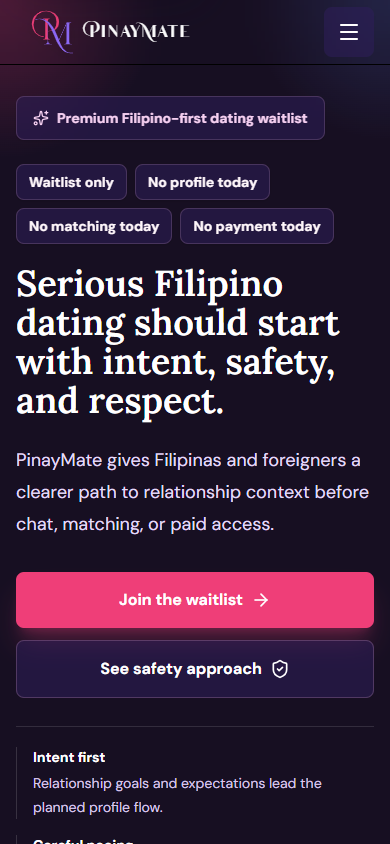 PM PINAYMATE
Premium Filipino-first dating waitlist
Waitlist only
No profile today
No matching today
No payment today
Serious Filipino
dating should start
with intent, safety,
and respect.
PinayMate gives Filipinas and foreigners a
clearer path to relationship context before
chat, matching, or paid access.
Join the waitlist
See safety approach
Intent first
Relationship goals and expectations lead the
planned profile flow.
Careful pacing